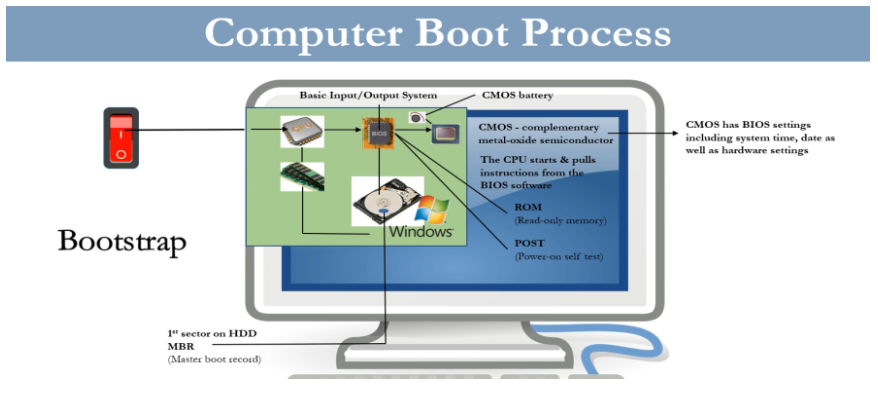 Computer Boot Process
Basic Input/Output System
CMOS battery
CPU
BIOS
CMOS - complementary
metal-oxide semiconductor
CMOS has BIOS settings
including system time, date as
well as hardware settings
The CPU starts & pulls
instructions from the
BIOS software
ROM
(Read-only memory)
Windows
POST
(Power-on self test)
Bootstrap
1st sector on HDD
MBR
(Master boot record)